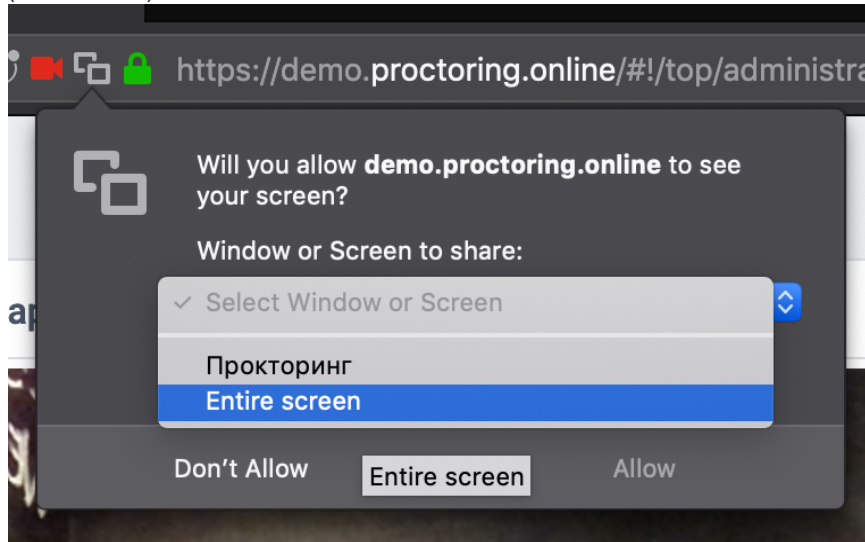 https://demo.proctoring.online/#!/top/administra
Will you allow demo.proctoring.online to see
your screen?
Window or Screen to share:
✓ Select Window or Screen
Прокторинг
Entire screen
Don't Allow
Entire screen
Allow